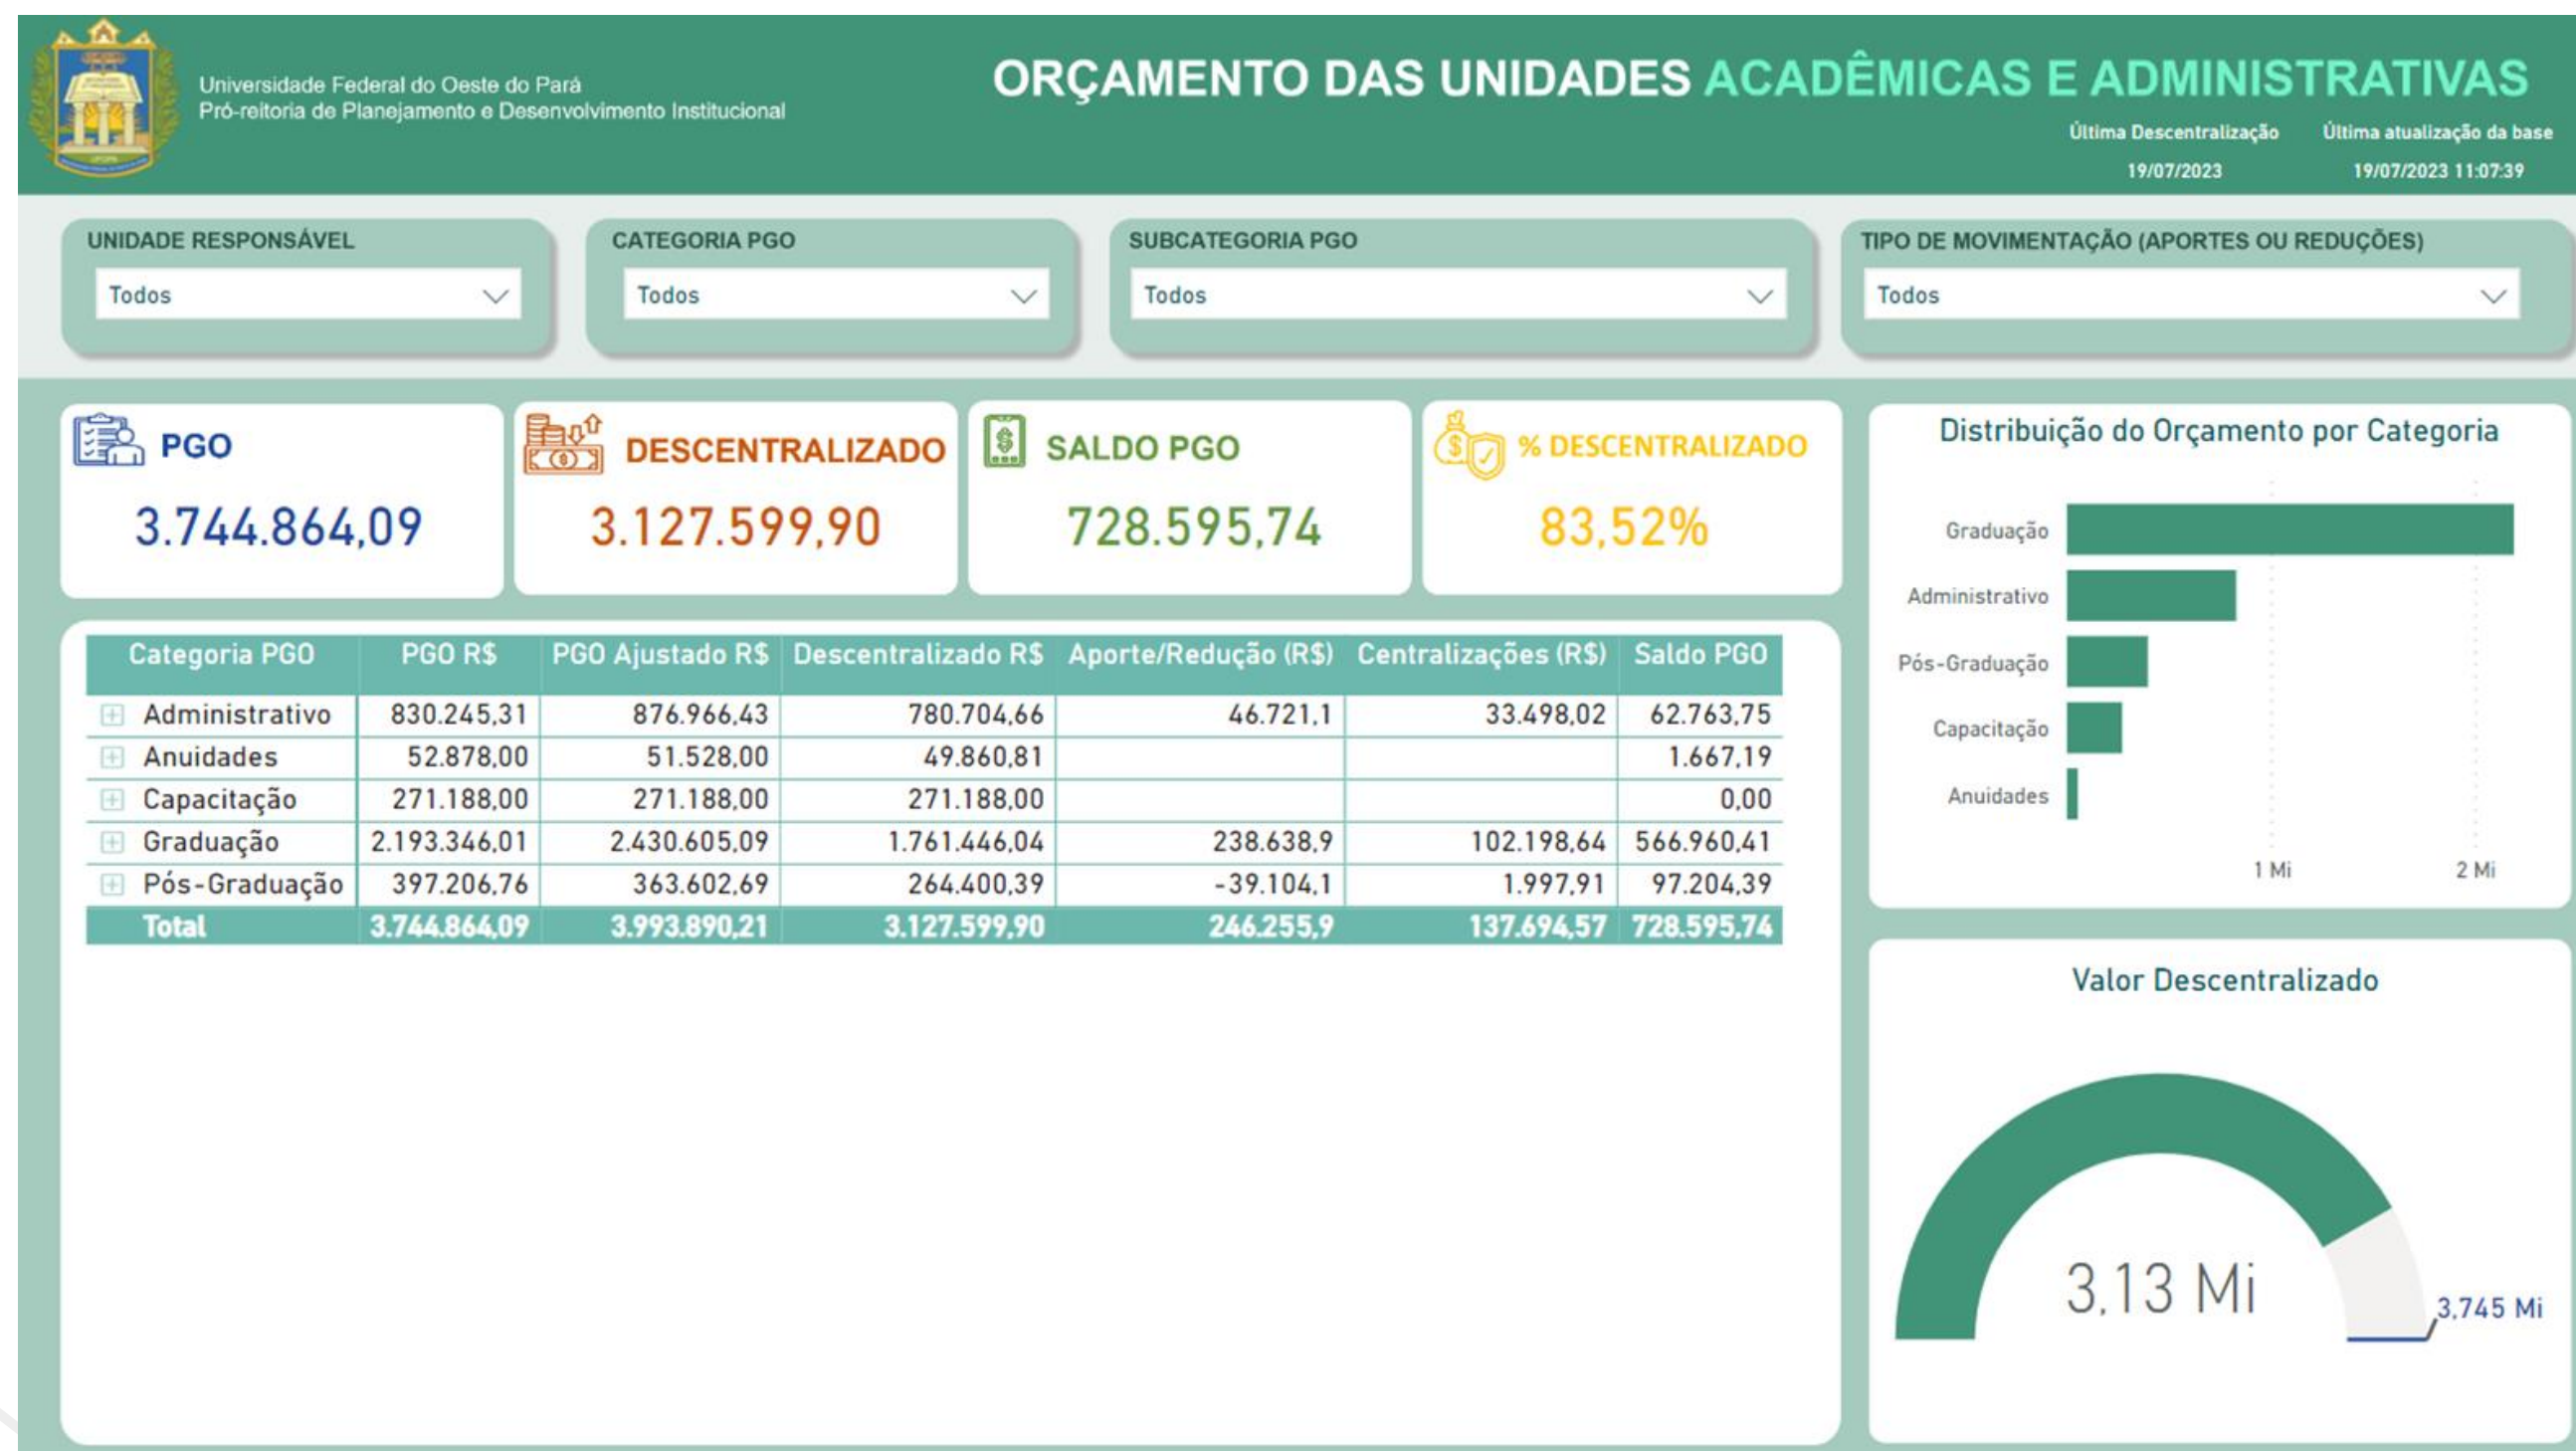 Universidade Federal do Oeste do Pará
Pró-reitoria de Planejamento e Desenvolvimento Institucional
ORÇAMENTO DAS UNIDADES ACADÊMICAS E ADMINISTRATIVAS
Última Descentralização Última atualização da base
19/07/2023 19/07/2023 11:07:39
UNIDADE RESPONSÁVEL CATEGORIA PGO SUBCATEGORIA PGO TIPO DE MOVIMENTAÇÃO (APORTES OU REDUÇÕES)
Todos Todos Todos Todos
PGO DESCENTRALIZADO SALDO PGO % DESCENTRALIZADO
3.744.864,09 3.127.599,90 728.595,74 83,52%
Categoria PGO PGO R$ PGO Ajustado R$ Descentralizado R$ Aporte/Redução (R$) Centralizações (R$) Saldo PGO
Administrativo 830.245,31 876.966,43 780.704,66 46.721,1 33.498,02 62.763,75
Anuidades 52.878,00 51.528,00 49.860,81 1.667,19
Capacitação 271.188,00 271.188,00 271.188,00 0,00
Graduação 2.193.346,01 2.430.605,09 1.761.446,04 238.638,9 102.198,64 566.960,41
Pós-Graduação 397.206,76 363.602,69 264.400,39 -39.104,1 1.997,91 97.204,39
Total 3.744.864,09 3.993.890,21 3.127.599,90 246.255,9 137.694,57 728.595,74
Distribuição do Orçamento por Categoria
Graduação
Administrativo
Pós-Graduação
Capacitação
Anuidades
1 Mi 2 Mi
Valor Descentralizado
3,13 Mi
3,745 Mi